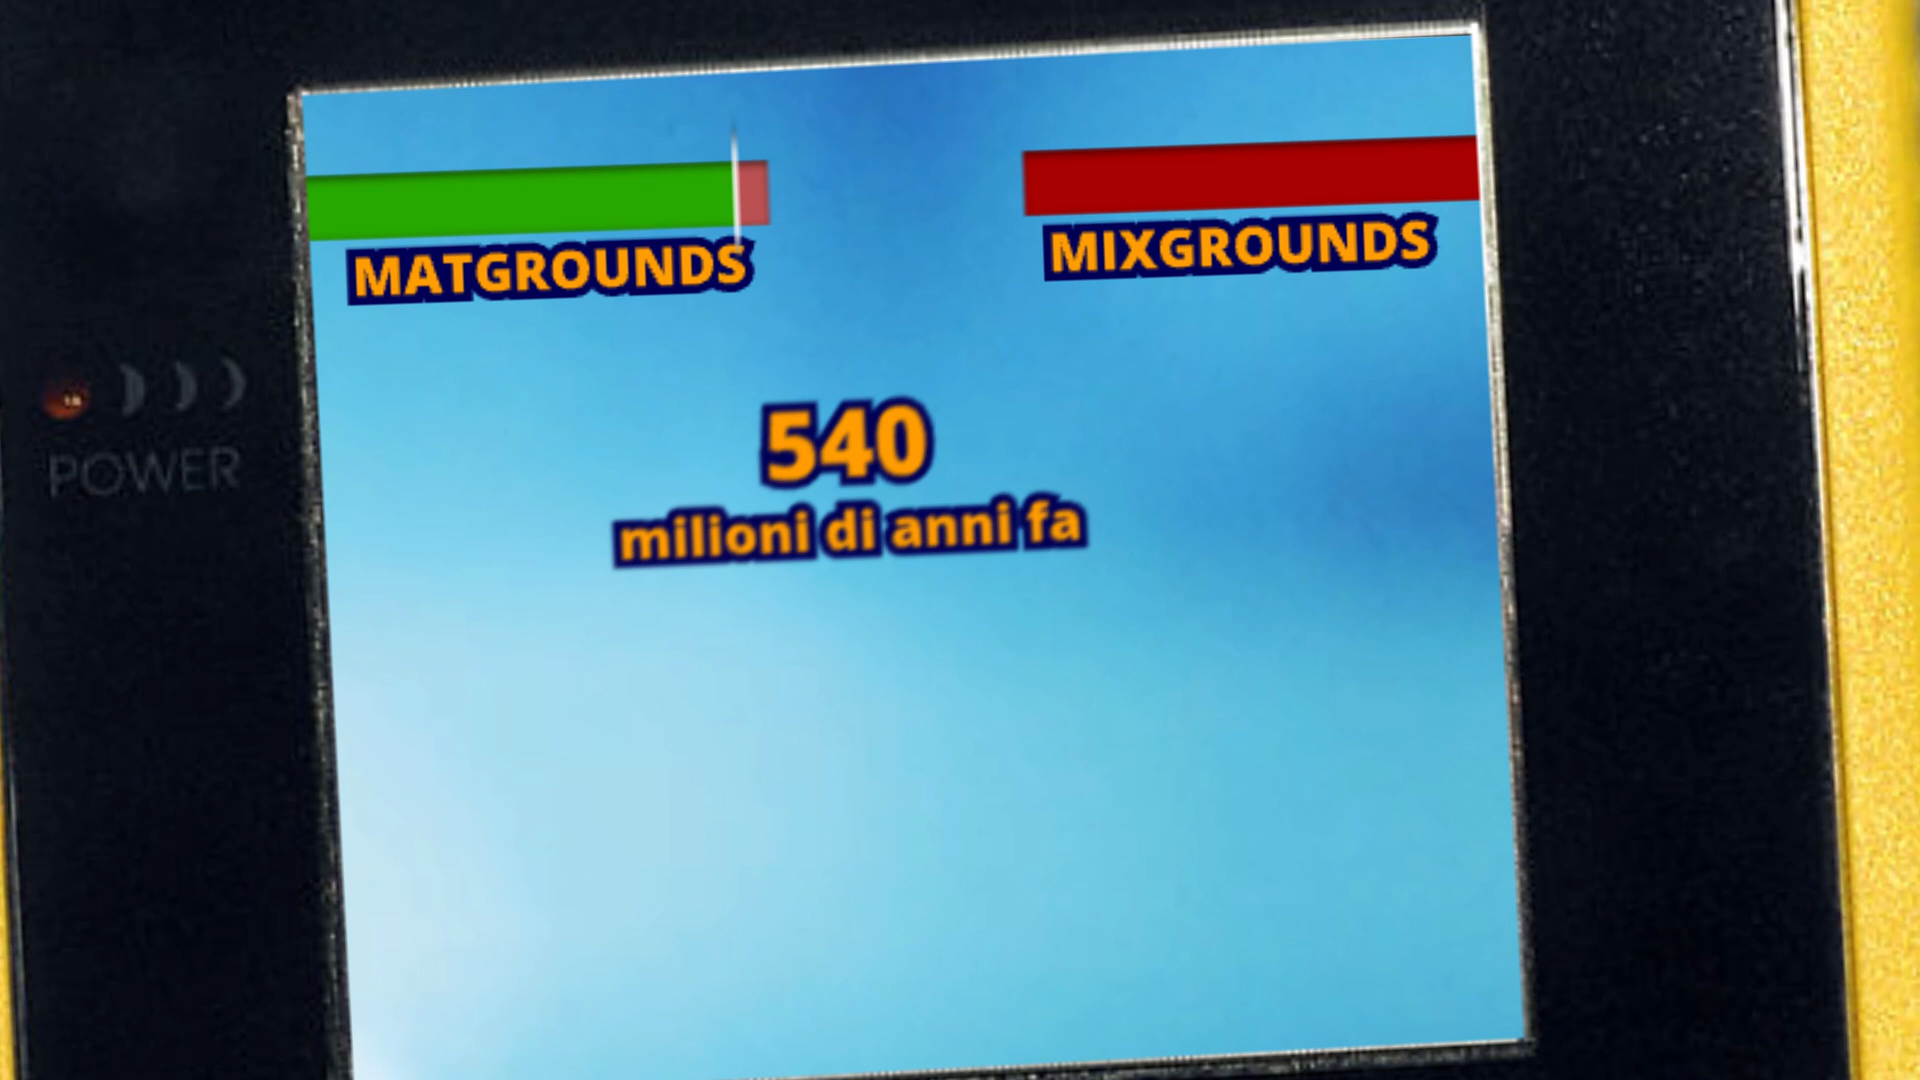 MATGROUNDS
MIXGROUNDS
540
milioni di anni fa
POWER